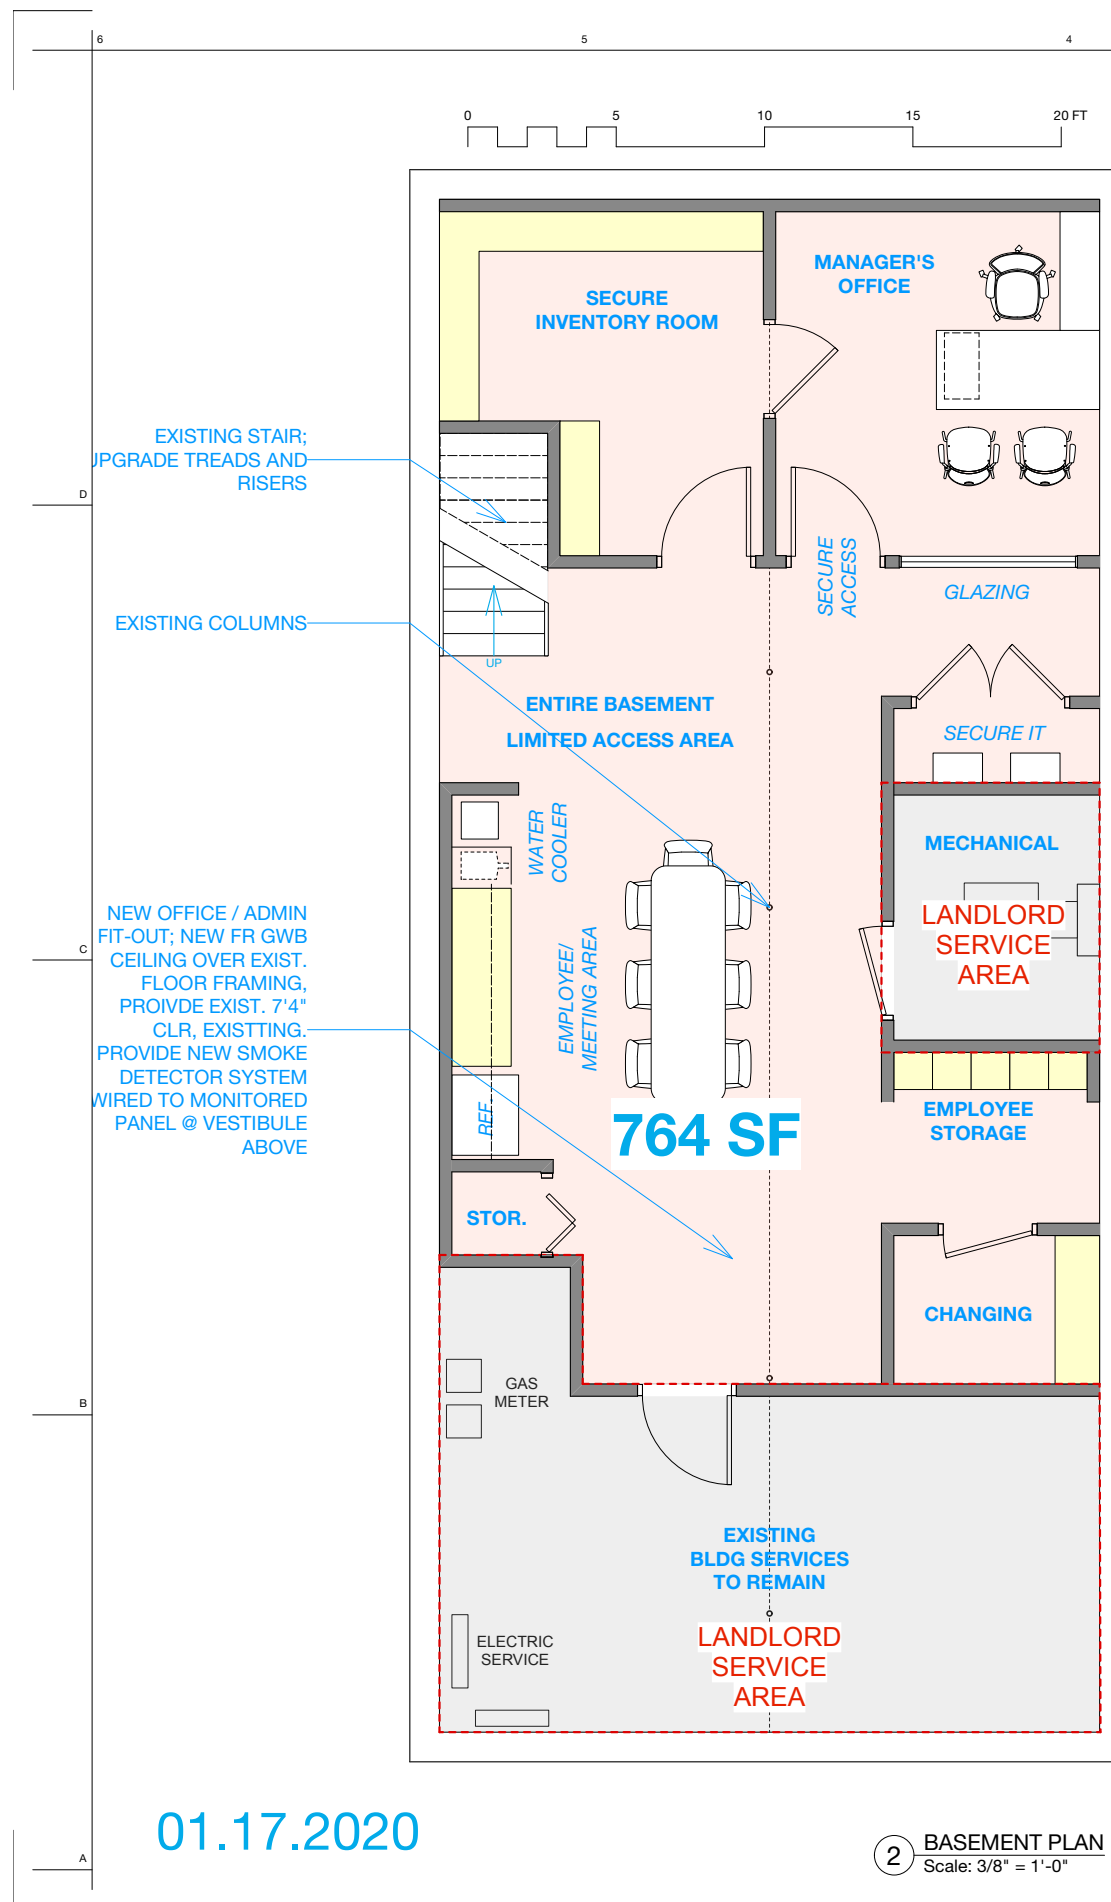 6
5
4
0
5
10
15
20 FT
MANAGER'S
OFFICE
SECURE
INVENTORY ROOM
EXISTING STAIR;
UPGRADE TREADS AND
RISERS
D
SECURE
ACCESS
GLAZING
EXISTING COLUMNS
UP
ENTIRE BASEMENT
LIMITED ACCESS AREA
SECURE IT
WATER
COOLER
MECHANICAL
LANDLORD
SERVICE
AREA
NEW OFFICE / ADMIN
FIT-OUT; NEW FR GWB
CEILING OVER EXIST.
FLOOR FRAMING,
PROIVDE EXIST. 7'4"
CLR, EXISTTING.
PROVIDE NEW SMOKE
DETECTOR SYSTEM
WIRED TO MONITORED
PANEL @ VESTIBULE
ABOVE
C
EMPLOYEE/
MEETING AREA
REF.
764 SF
EMPLOYEE
STORAGE
STOR.
CHANGING
GAS
METER
B
EXISTING
BLDG SERVICES
TO REMAIN
LANDLORD
SERVICE
AREA
ELECTRIC
SERVICE
01.17.2020
A
2
BASEMENT PLAN
Scale: 3/8" = 1'-0"